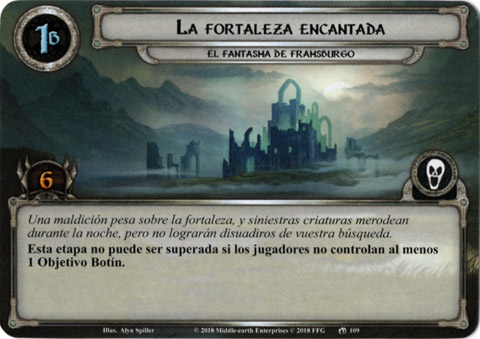 1B
La fortaleza encantada
El fantasma de Framsburgo
6
Una maldición pesa sobre la fortaleza, y siniestras criaturas merodean
durante la noche, pero no lograrán disuadiros de vuestra búsqueda.
Esta etapa no puede ser superada si los jugadores no controlan al menos
1 Objetivo Botín.
Illus. Alyn Spiller © 2018 Middle-earth Enterprises © 2018 FFG 109